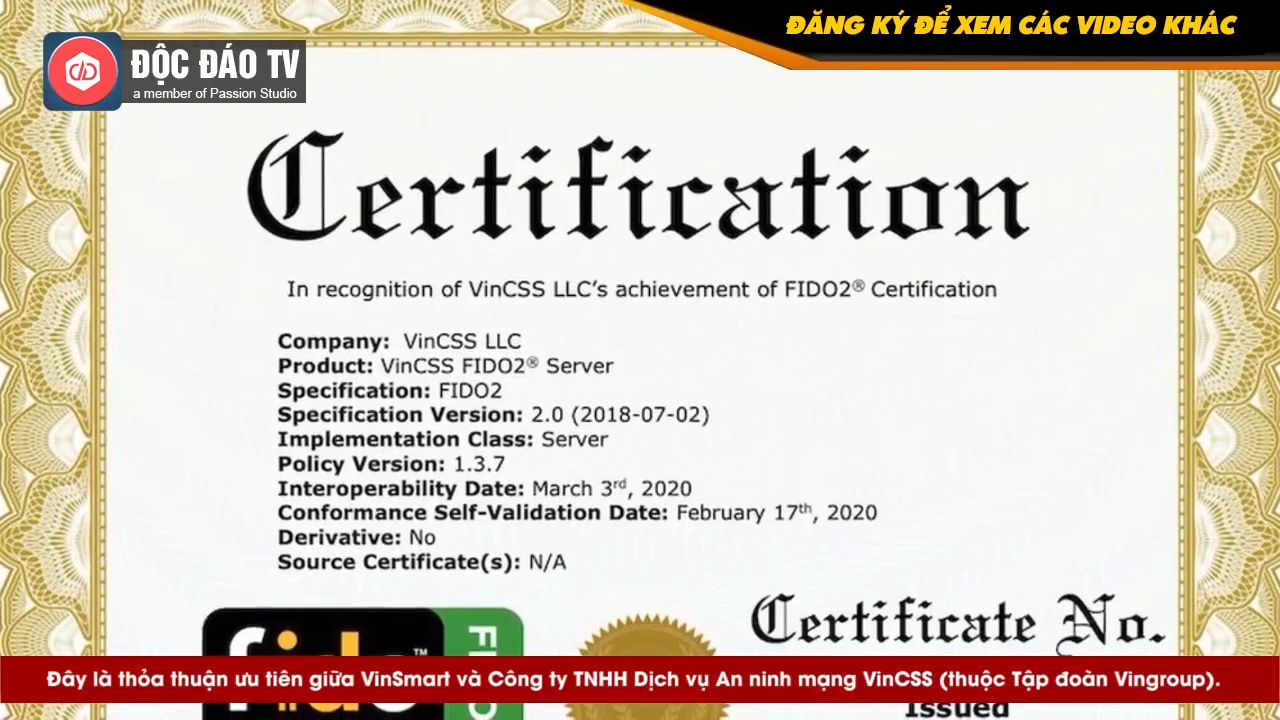 ĐĂNG KÝ ĐỂ XEM CÁC VIDEO KHÁC
ĐỘC ĐÁO TV
a member of Passion Studio
Certification
In recognition of VinCSS LLC’s achievement of FIDO2® Certification
Company: VinCSS LLC
Product: VinCSS FIDO2® Server
Specification: FIDO2
Specification Version: 2.0 (2018-07-02)
Implementation Class: Server
Policy Version: 1.3.7
Interoperability Date: March 3rd, 2020
Conformance Self-Validation Date: February 17th, 2020
Derivative: No
Source Certificate(s): N/A
Certificate No.
fido™
Đây là thỏa thuận ưu tiên giữa VinSmart và Công ty TNHH Dịch vụ An ninh mạng VinCSS (thuộc Tập đoàn Vingroup).
Issued